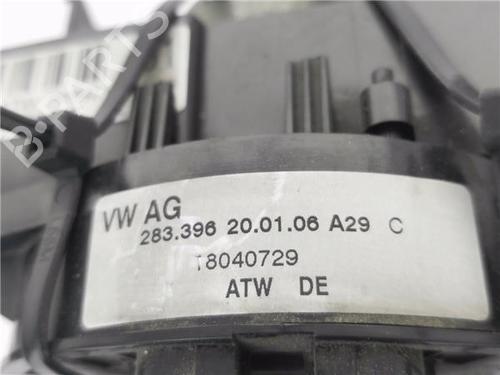 B-PARTS
VW AG
283.396 20.01.06 A29 C
18040729
ATW DE